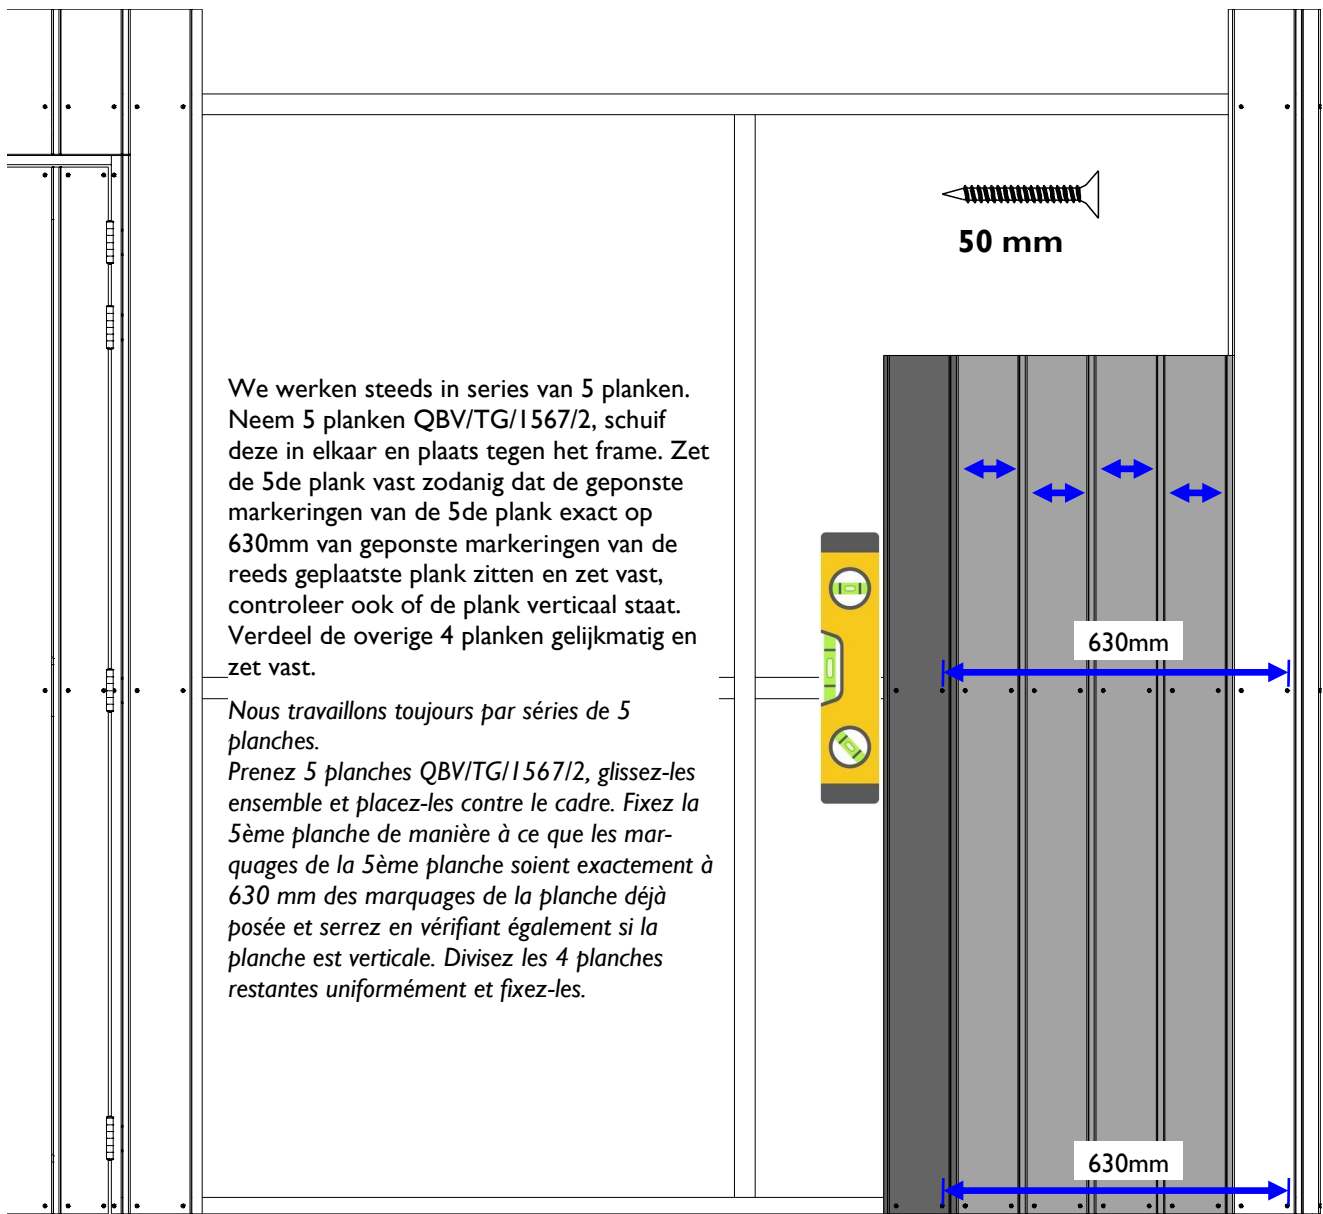 50 mm
We werken steeds in series van 5 planken.
Neem 5 planken QBV/TG/1567/2, schuif
deze in elkaar en plaats tegen het frame. Zet
de 5de plank vast zodanig dat de geponste
markeringen van de 5de plank exact op
630mm van geponste markeringen van de
reeds geplaatste plank zitten en zet vast,
controleer ook of de plank verticaal staat.
Verdeel de overige 4 planken gelijkmatig en
zet vast.
Nous travaillons toujours par séries de 5
planches.
Prenez 5 planches QBV/TG/1567/2, glissez-les
ensemble et placez-les contre le cadre. Fixez la
5ème planche de manière à ce que les mar-
quages de la 5ème planche soient exactement à
630 mm des marquages de la planche déjà
posée et serrez en vérifiant également si la
planche est verticale. Divisez les 4 planches
restantes uniformément et fixez-les.
630mm
630mm